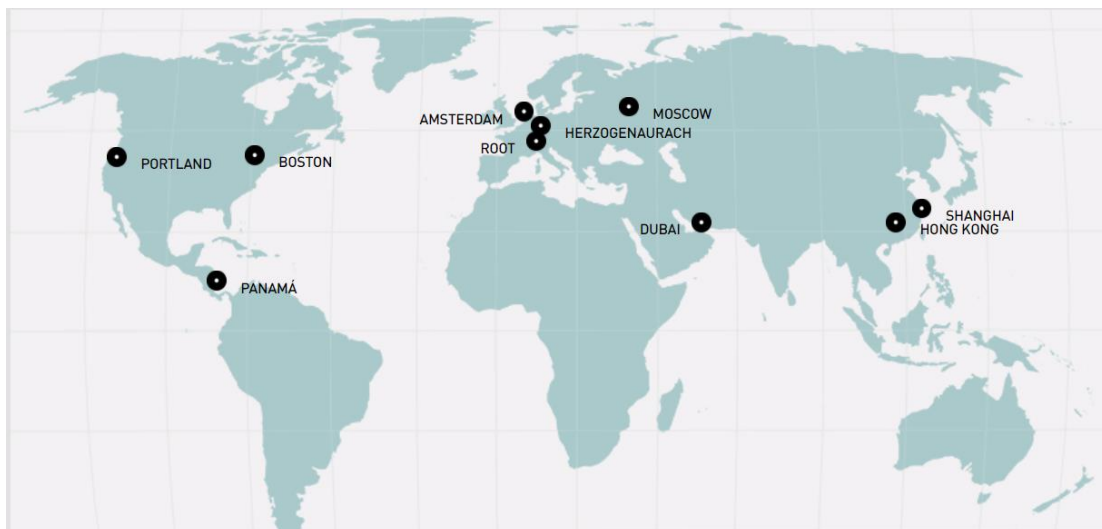 AMSTERDAM
MOSCOW
HERZOGENAURACH
ROOT
PORTLAND
BOSTON
SHANGHAI
DUBAI
HONG KONG
PANAMÁ